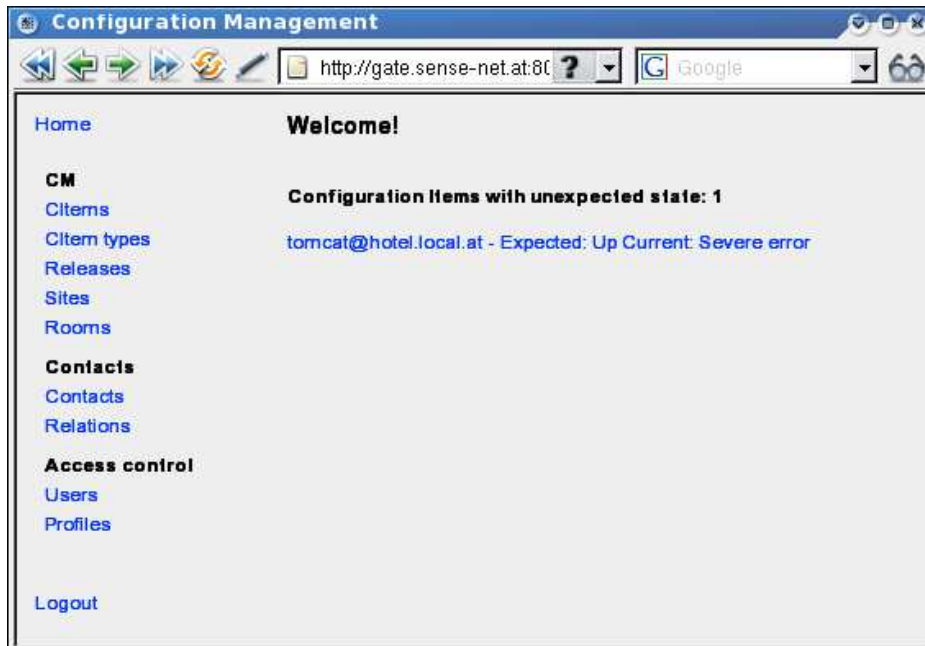 Configuration Management
http://gate.sense-net.at:8(
?
G Google
Home
CM
CItems
CItem types
Releases
Sites
Rooms
Contacts
Contacts
Relations
Access control
Users
Profiles
Logout
Welcome!
Configuration Items with unexpected state: 1
tomcat@hotel.local.at - Expected: Up Current: Severe error